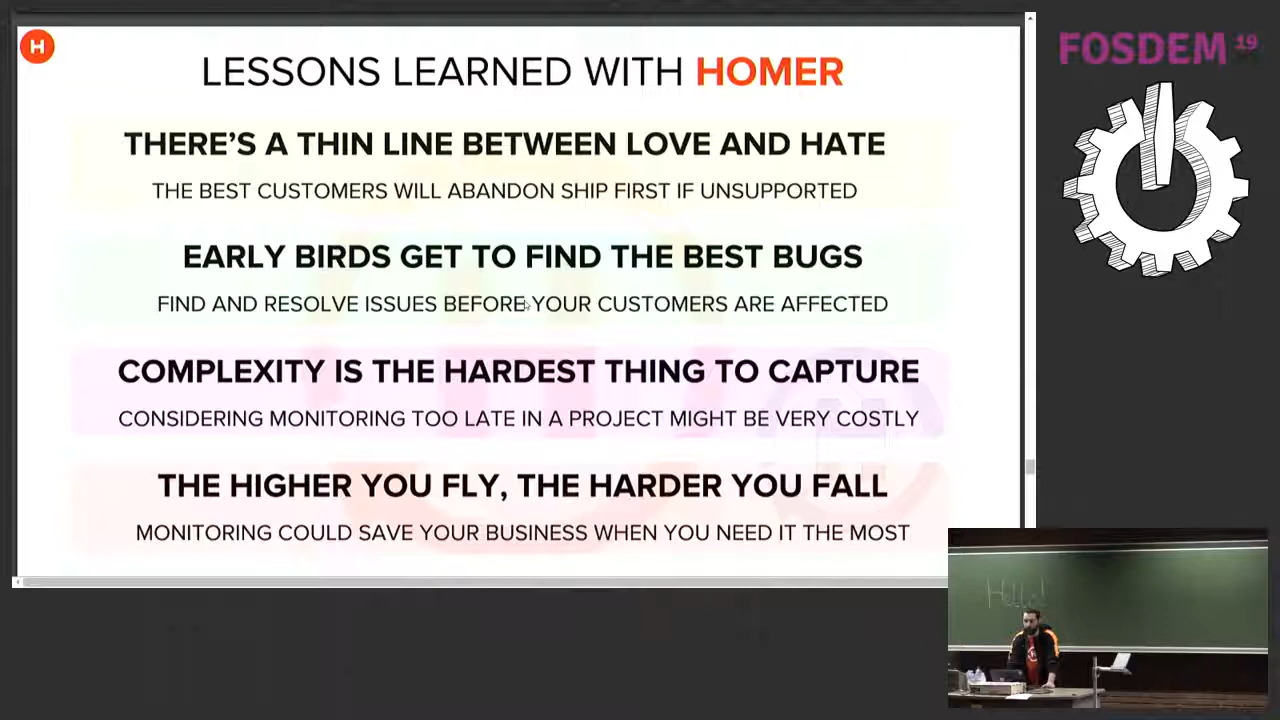 H
LESSONS LEARNED WITH HOMER
THERE’S A THIN LINE BETWEEN LOVE AND HATE
THE BEST CUSTOMERS WILL ABANDON SHIP FIRST IF UNSUPPORTED
EARLY BIRDS GET TO FIND THE BEST BUGS
FIND AND RESOLVE ISSUES BEFORE YOUR CUSTOMERS ARE AFFECTED
COMPLEXITY IS THE HARDEST THING TO CAPTURE
CONSIDERING MONITORING TOO LATE IN A PROJECT MIGHT BE VERY COSTLY
THE HIGHER YOU FLY, THE HARDER YOU FALL
MONITORING COULD SAVE YOUR BUSINESS WHEN YOU NEED IT THE MOST
FOSDEM 19
Hello!